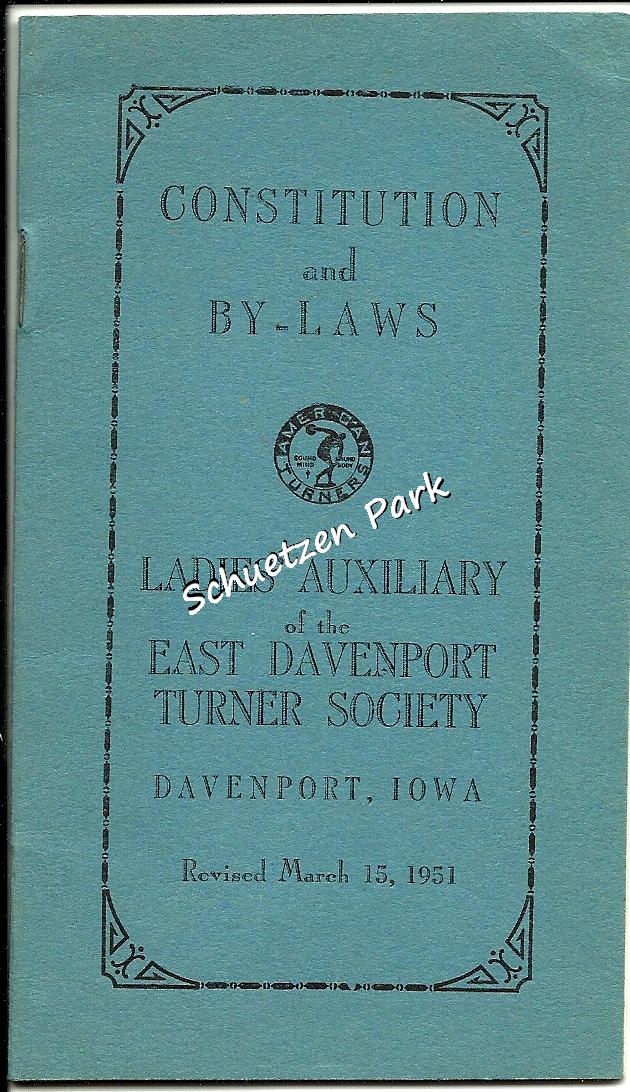 CONSTITUTION
and
BY-LAWS
AMERICAN
SOUND MIND
SOUND BODY
TURNERS
Schuetzen Park
LADIES' AUXILIARY
of the
EAST DAVENPORT
TURNER SOCIETY
DAVENPORT, IOWA
Revised March 15, 1951